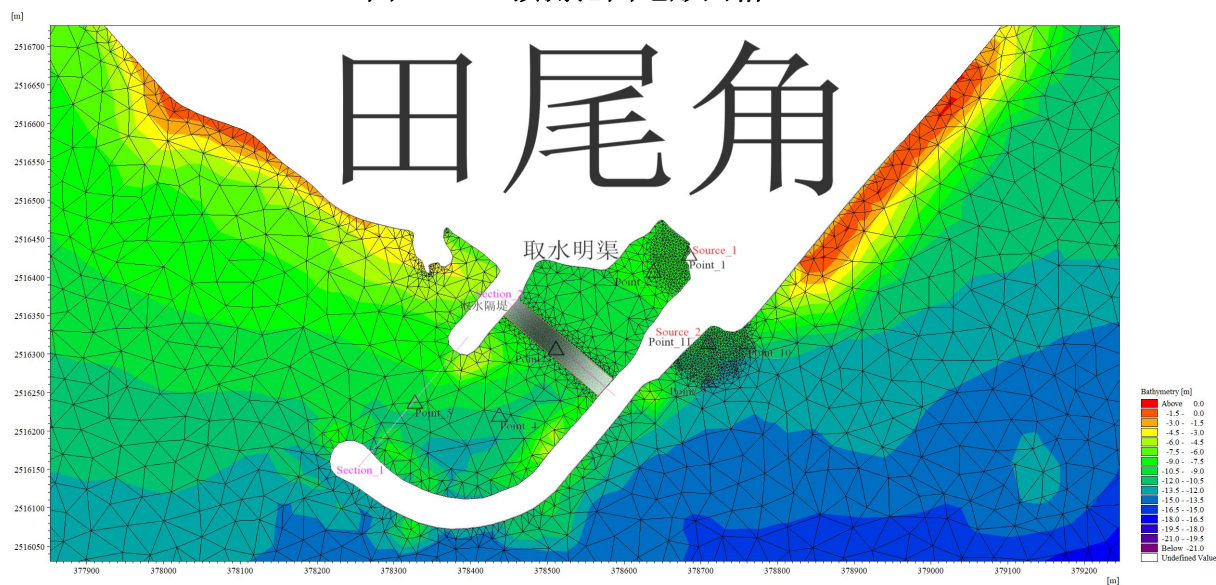 [m]
田尾角
2516700
2516650
2516600
2516550
2516500
2516450
2516400
2516350
2516300
2516250
2516200
2516150
2516100
2516050
取水明渠
Source_1
Point_1
Point
Section_2
取水隔堤
Source_2
Point_11
Point_10
Point
Point
Point
Point_4
Section_1
377900
378000
378100
378200
378300
378400
378500
378600
378700
378800
378900
379000
379100
379200
[m]
Bathymetry [m]
Above 0.0
-1.5 - 0.0
-3.0 - -1.5
-4.5 - -3.0
-6.0 - -4.5
-7.5 - -6.0
-9.0 - -7.5
-10.5 - -9.0
-12.0 - -10.5
-13.5 - -12.0
-15.0 - -13.5
-16.5 - -15.0
-18.0 - -16.5
-19.5 - -18.0
-21.0 - -19.5
Below -21.0
Undefined Value